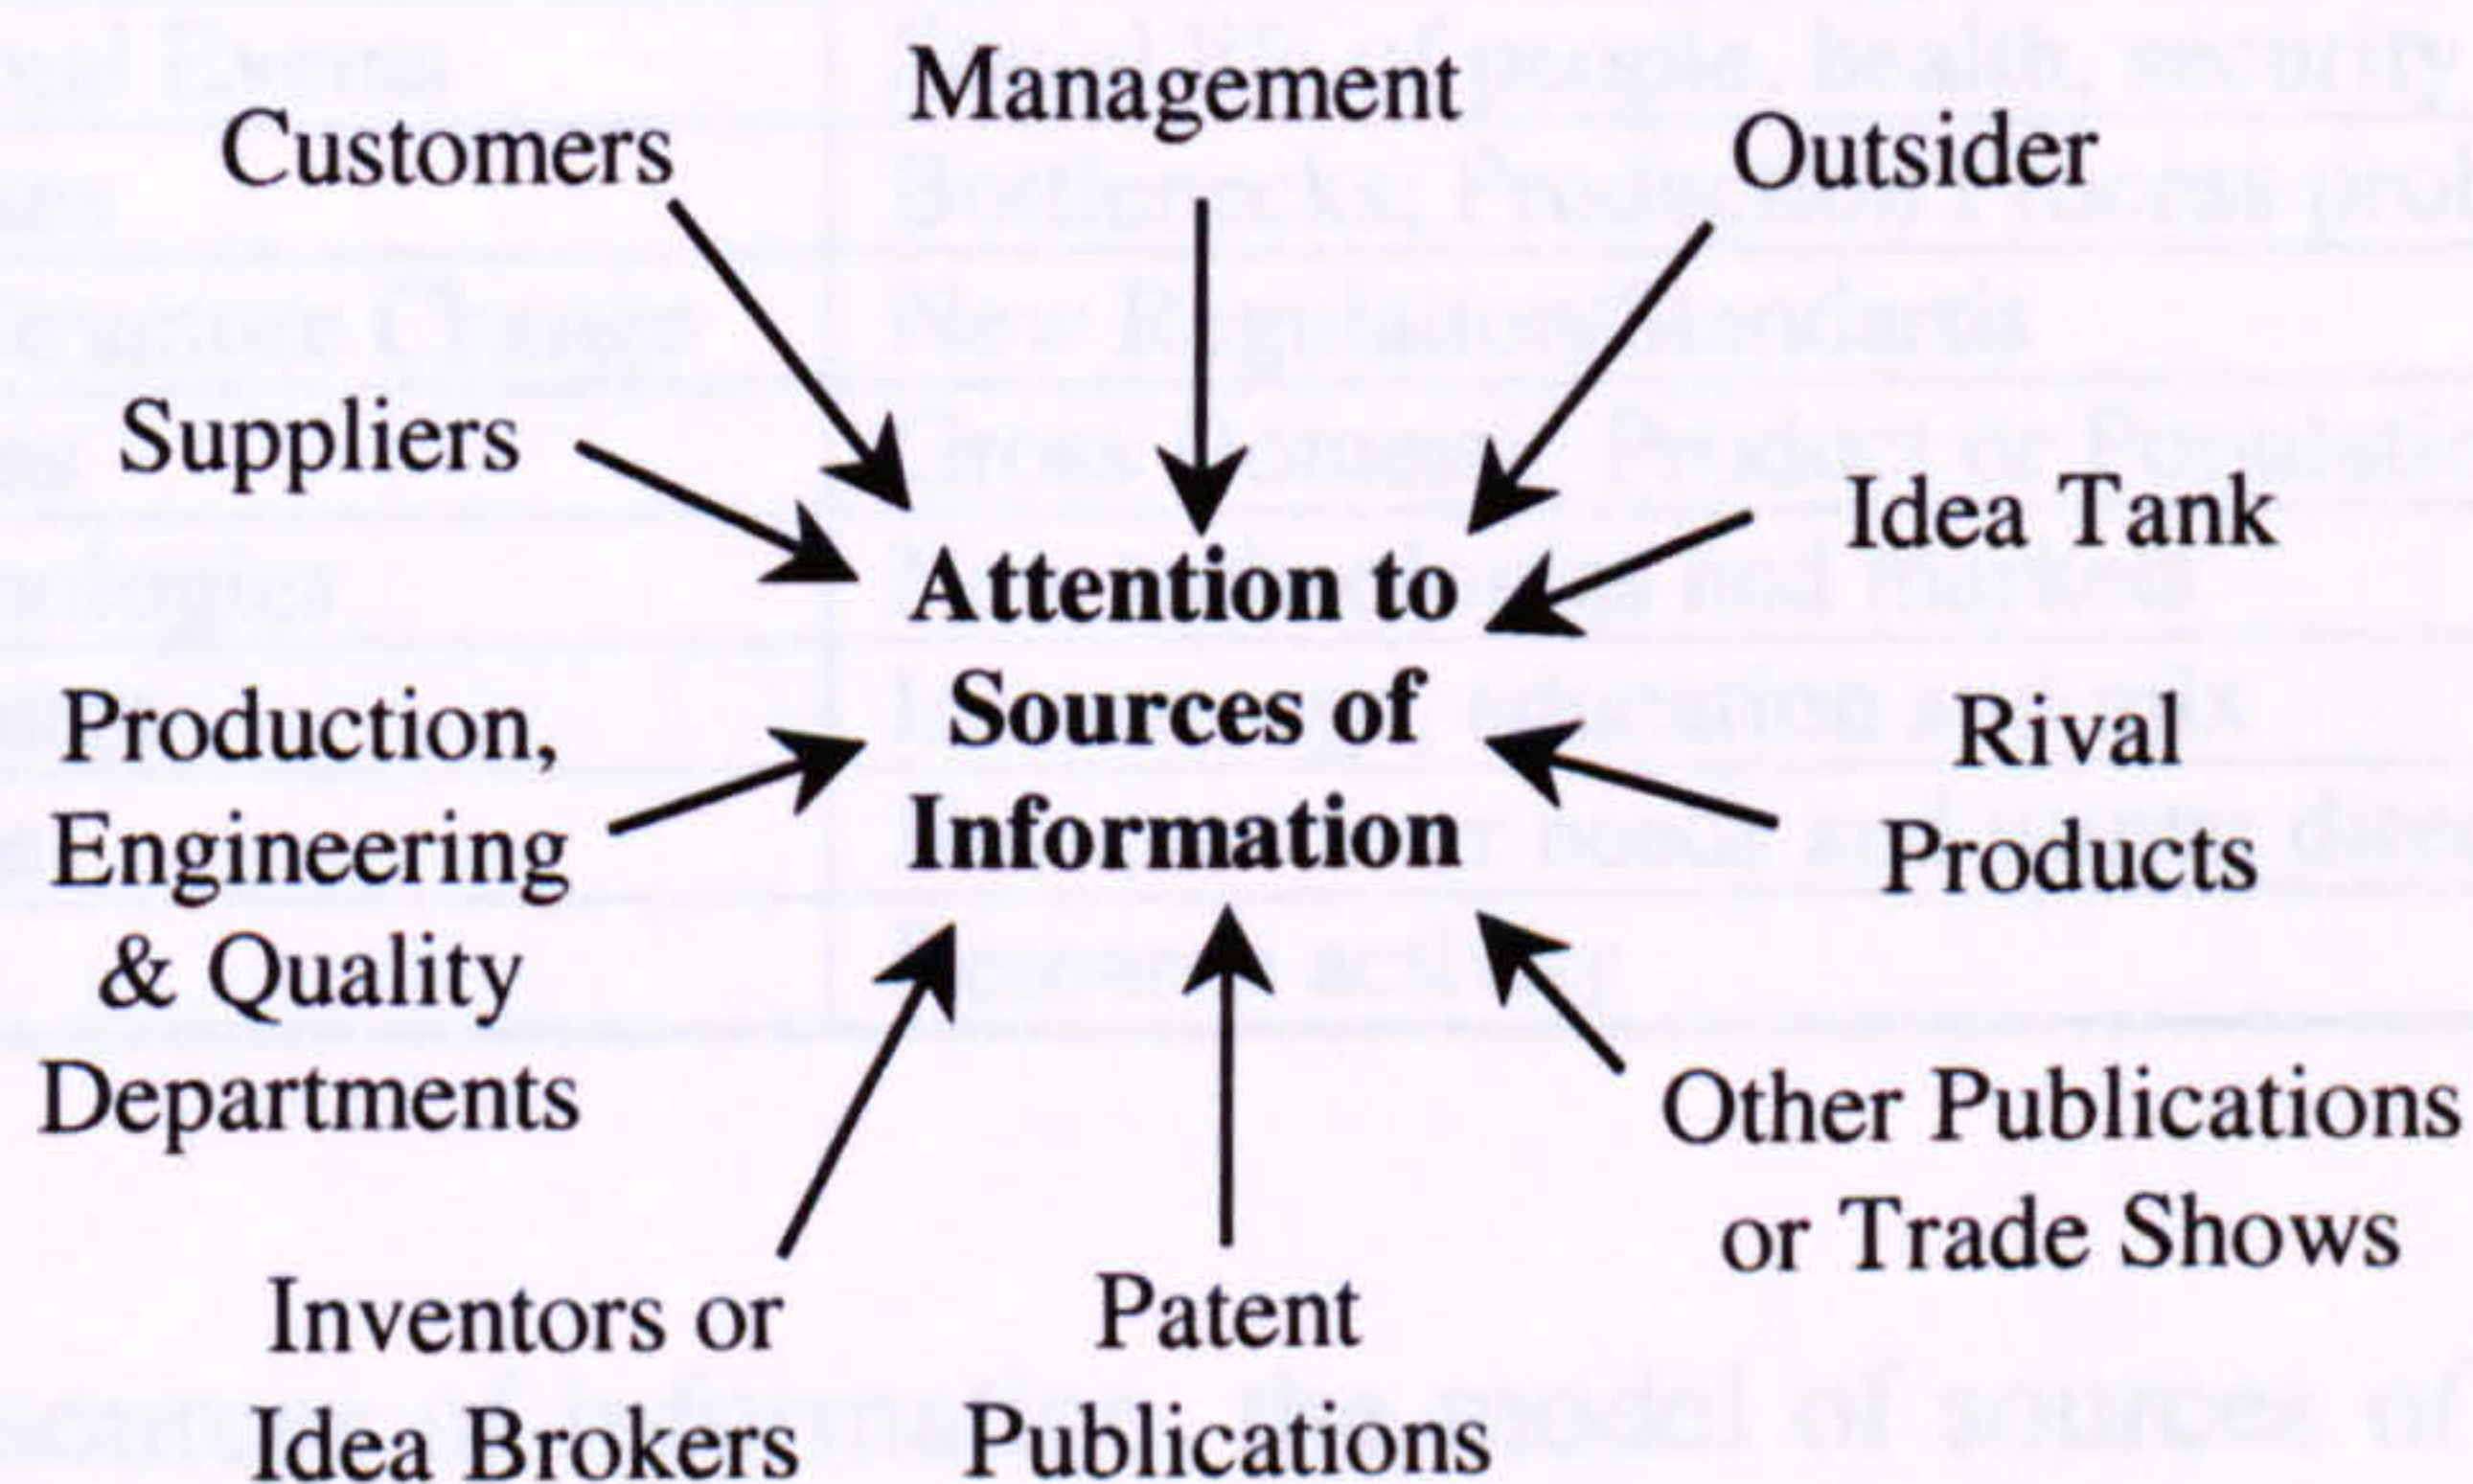 Management
Customers
Outsider
Suppliers
Idea Tank
Attention to
Sources of
Information
Production,
Engineering
& Quality
Departments
Rival
Products
Other Publications
or Trade Shows
Inventors or
Idea Brokers
Patent
Publications